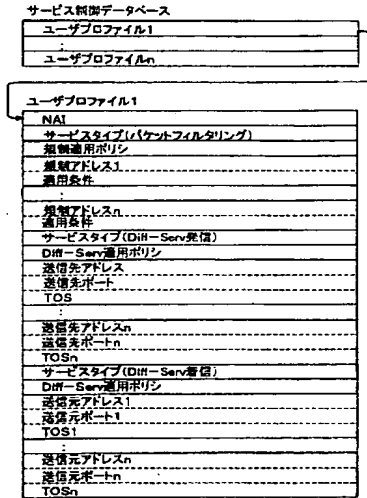 サービス制御データベース
ユーザプロファイル1
:
ユーザプロファイルn
ユーザプロファイル1
NAI
サービスタイプ(パケットフィルタリング)
規制適用ポリシ
規制アドレス1
適用条件
:
規制アドレスn
適用条件
サービスタイプ(Diff-Serv発信)
Diff-Serv適用ポリシ
送信先アドレス
送信先ポート
TOS
:
送信先アドレスn
送信先ポートn
TOSn
サービスタイプ(Diff-Serv着信)
Diff-Serv適用ポリシ
送信元アドレス1
送信元ポート1
TOS1
:
送信元アドレスn
送信元ポートn
TOSn